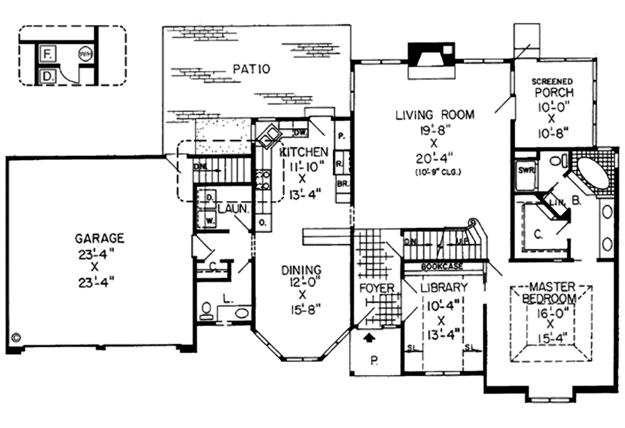 F.
W/H
D.
PATIO
LIVING ROOM
19'-8"
X
20'-4"
(10'-9" CLG.)
SCREENED
PORCH
10'-0"
X
10'-8"
DW.
P.
KITCHEN
11'-10"
X
13'-4"
R.
BR.
O.
DN.
D.
W.
LAUN.
C.
L.
GARAGE
23'-4"
X
23'-4"
©
DINING
12'-0"
X
15'-8"
FOYER
P.
DN.
U.P.
BOOKCASE
LIBRARY
10'-4"
X
13'-4"
SL.
SL.
SWR.
LIN.
B.
C.
MASTER
BEDROOM
16'-0"
X
15'-4"